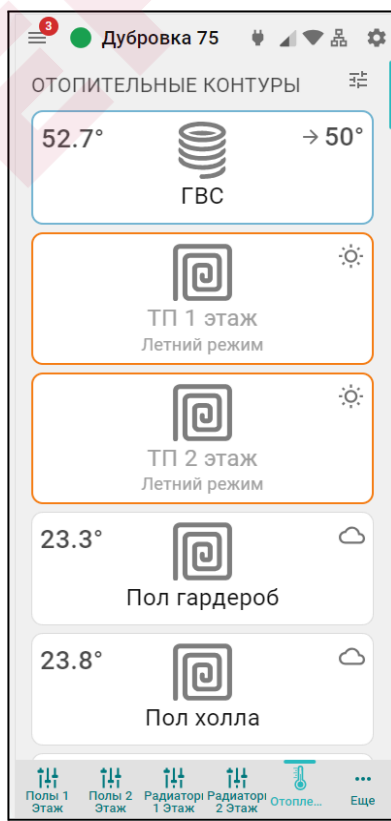 3
Дубровка 75
ОТОПИТЕЛЬНЫЕ КОНТУРЫ
52.7°
→ 50°
ГВС
ТП 1 этаж
Летний режим
ТП 2 этаж
Летний режим
23.3°
Пол гардероб
23.8°
Пол холла
Полы 1
Этаж
Полы 2
Этаж
Радиаторы
1 Этаж
Радиаторы
2 Этаж
Отопле...
Еще